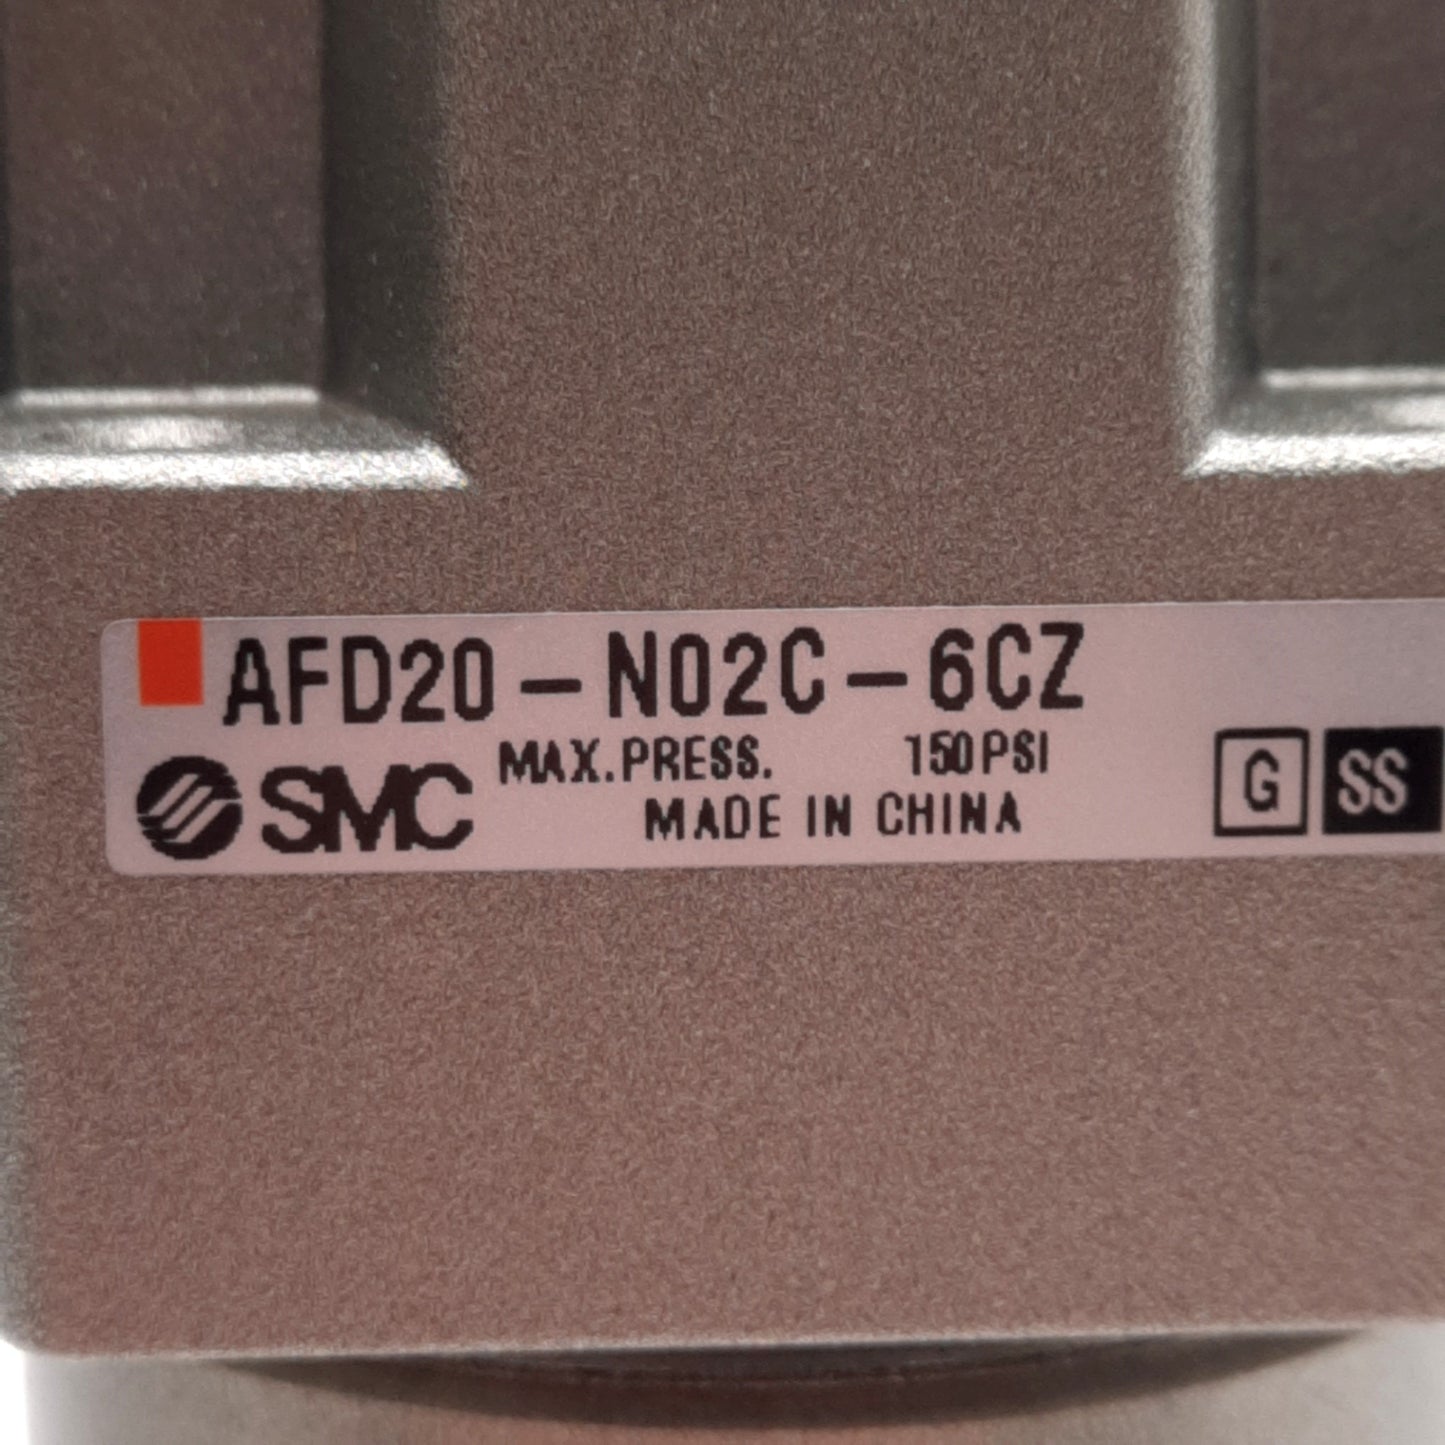 AFD20-N02C-6CZ
SMC
MAX.PRESS. 150PSI
MADE IN CHINA
G SS